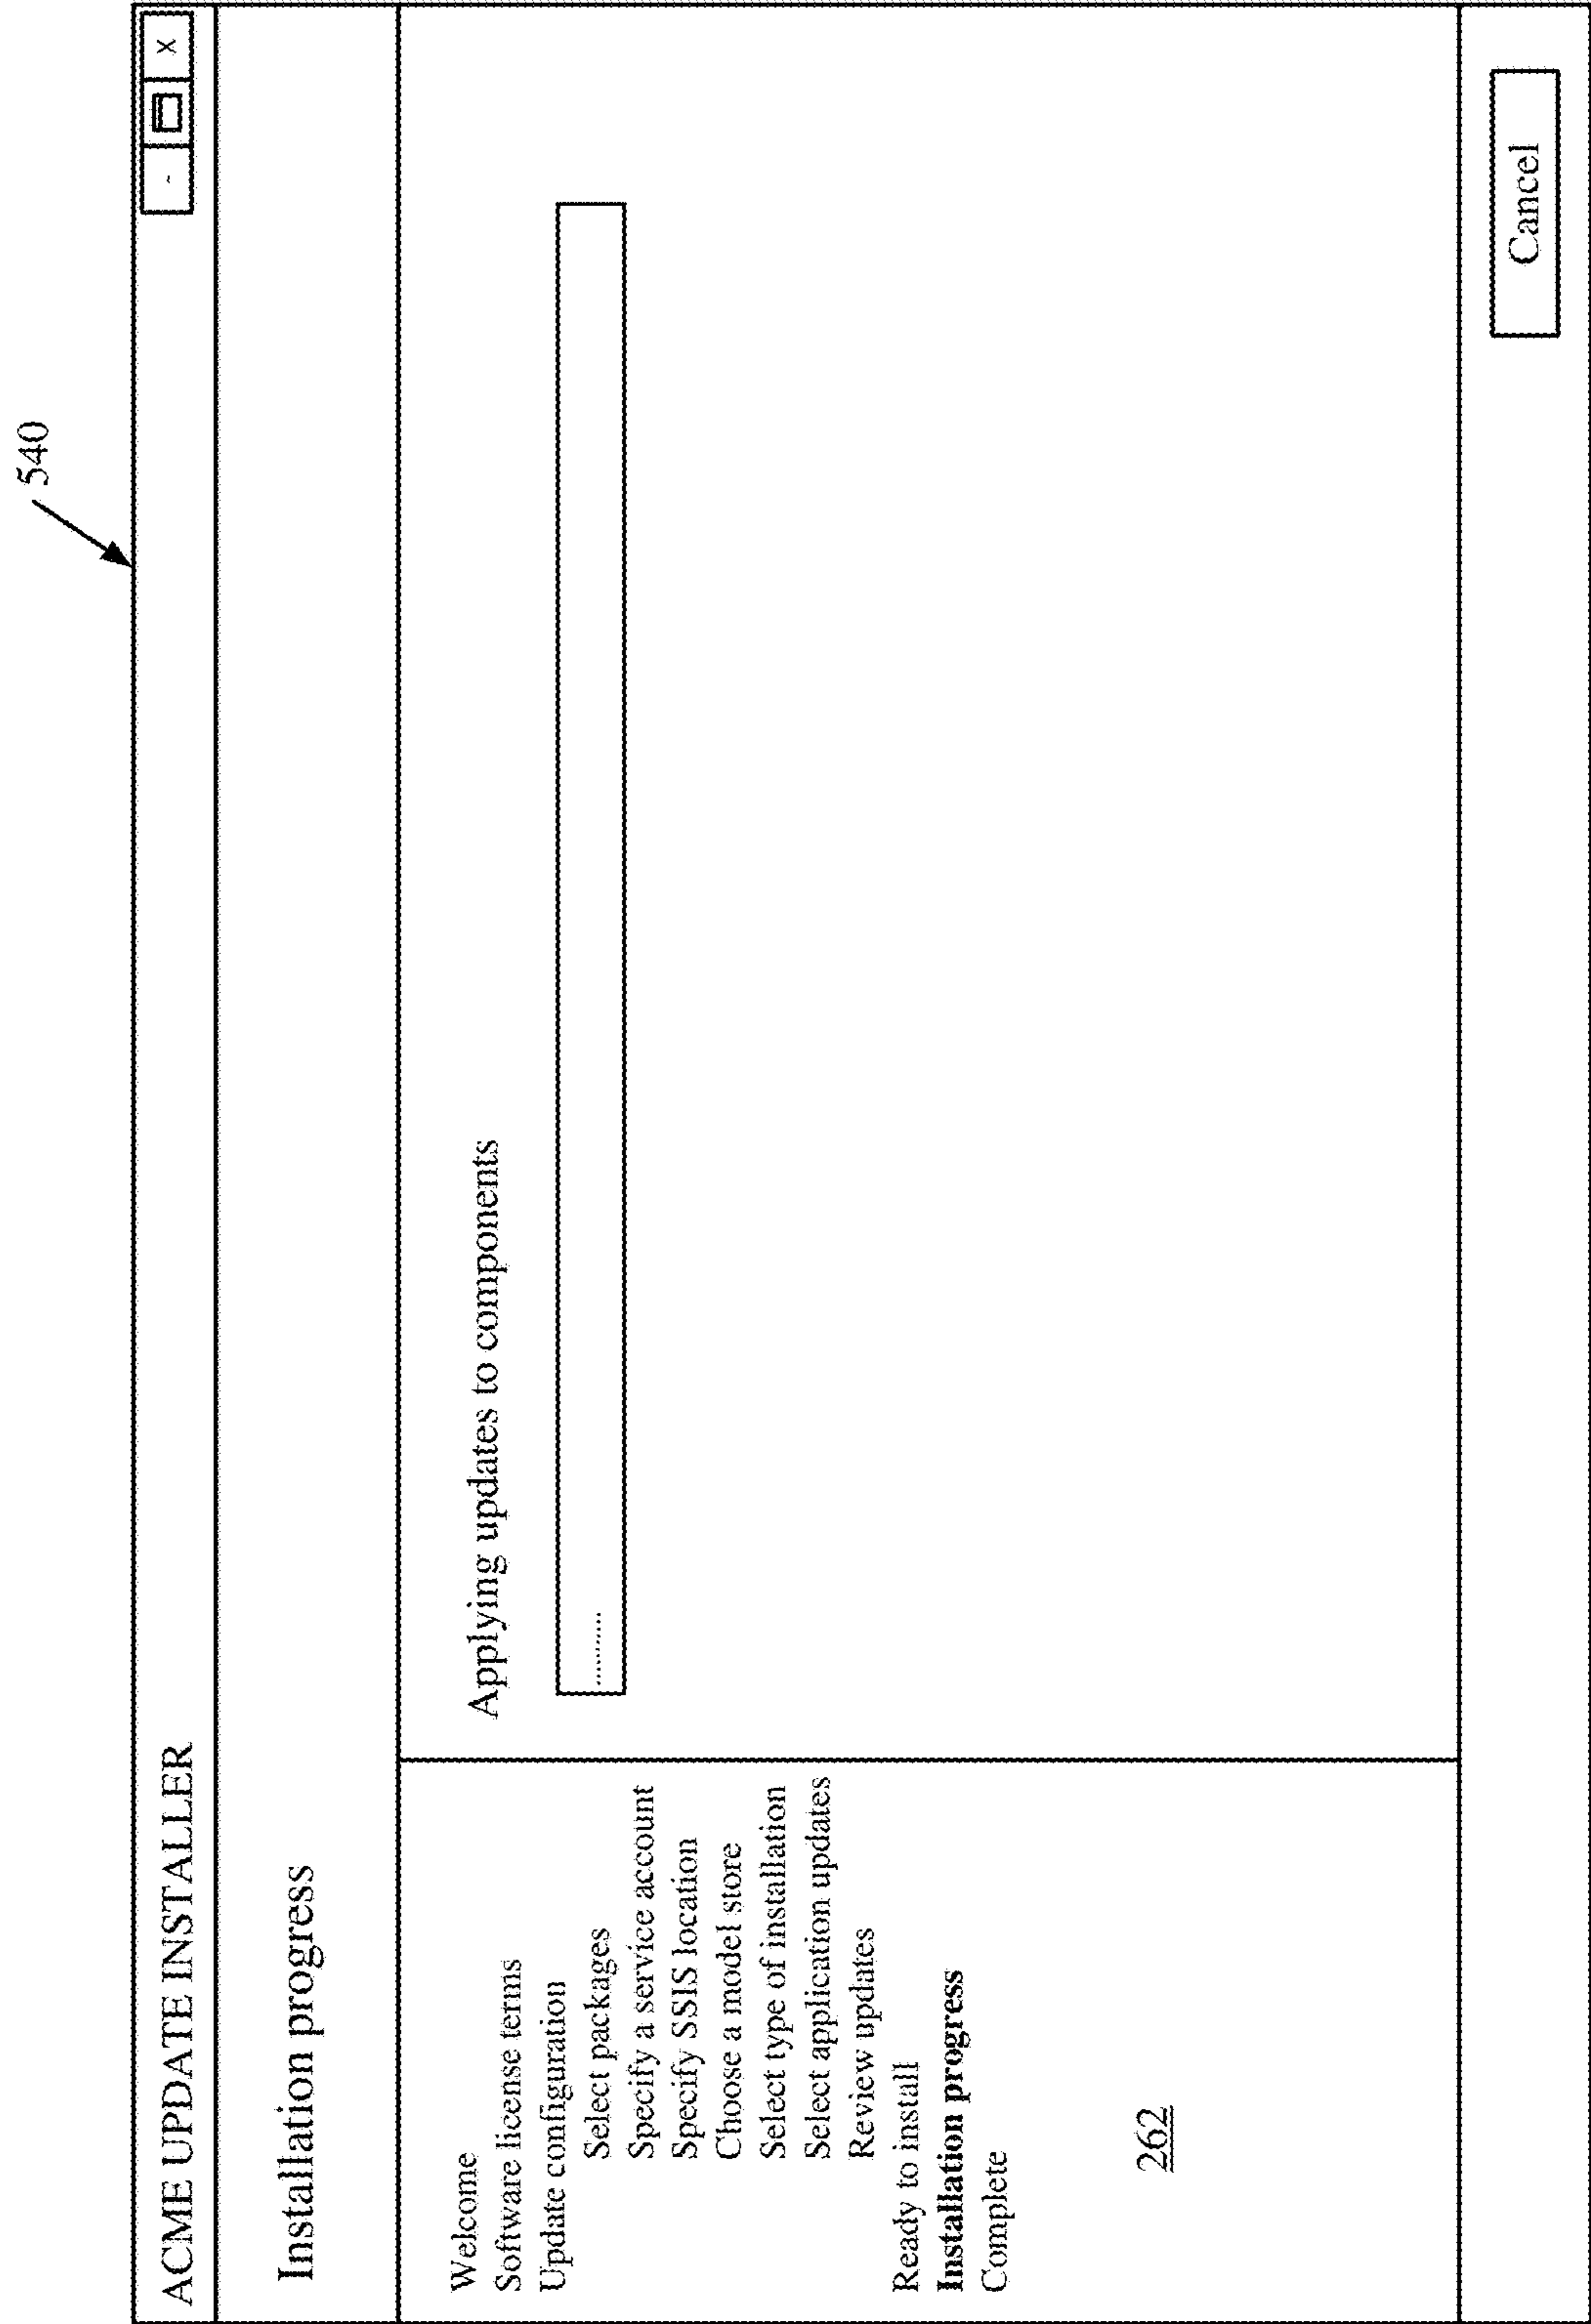 540
ACME UPDATE INSTALLER
- x
Installation progress
Welcome
Software license terms
Update configuration
Select packages
Specify a service account
Specify SSIS location
Choose a model store
Select type of installation
Select application updates
Review updates
Ready to install
Installation progress
Complete
262
Applying updates to components
..........
Cancel